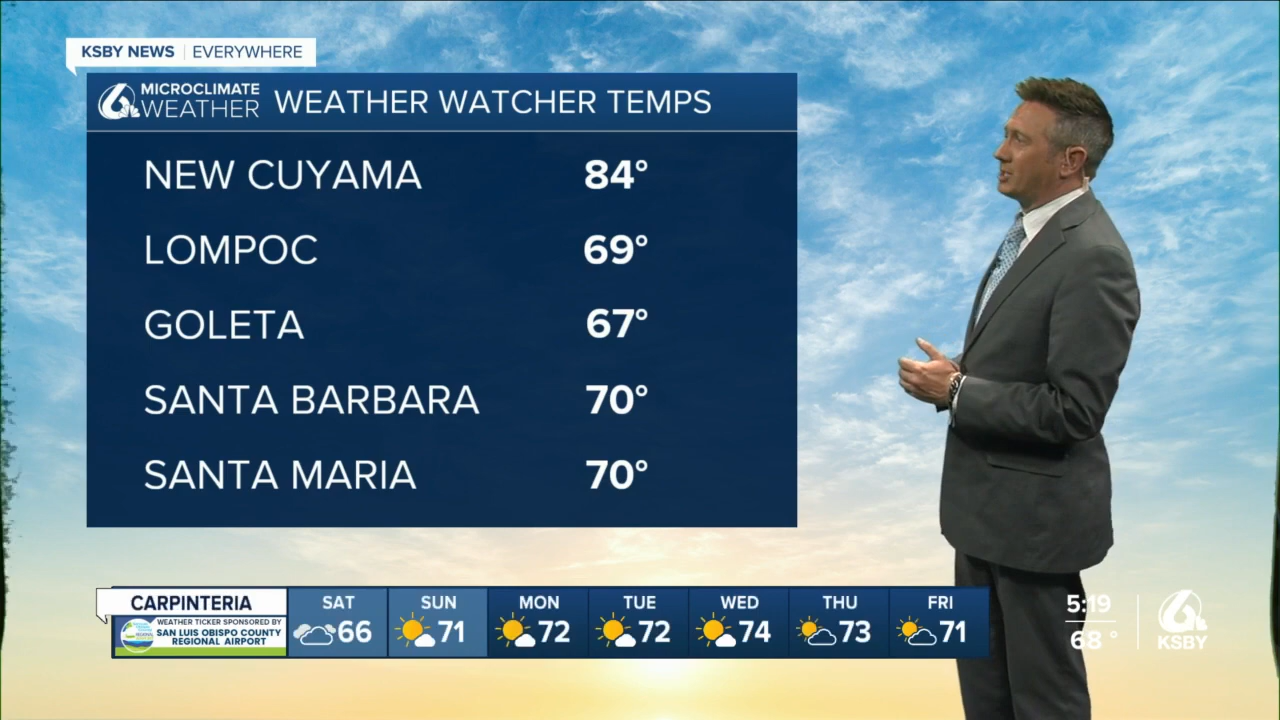 KSBY NEWS | EVERYWHERE
6 MICROCLIMATE
WEATHER
WEATHER WATCHER TEMPS
NEW CUYAMA 84°
LOMPOC 69°
GOLETA 67°
SANTA BARBARA 70°
SANTA MARIA 70°
CARPINTERIA
WEATHER TICKER SPONSORED BY
SAN LUIS OBISPO COUNTY
REGIONAL AIRPORT
SAT 66
SUN 71
MON 72
TUE 72
WED 74
THU 73
FRI 71
5:19
68°
6
KSBY